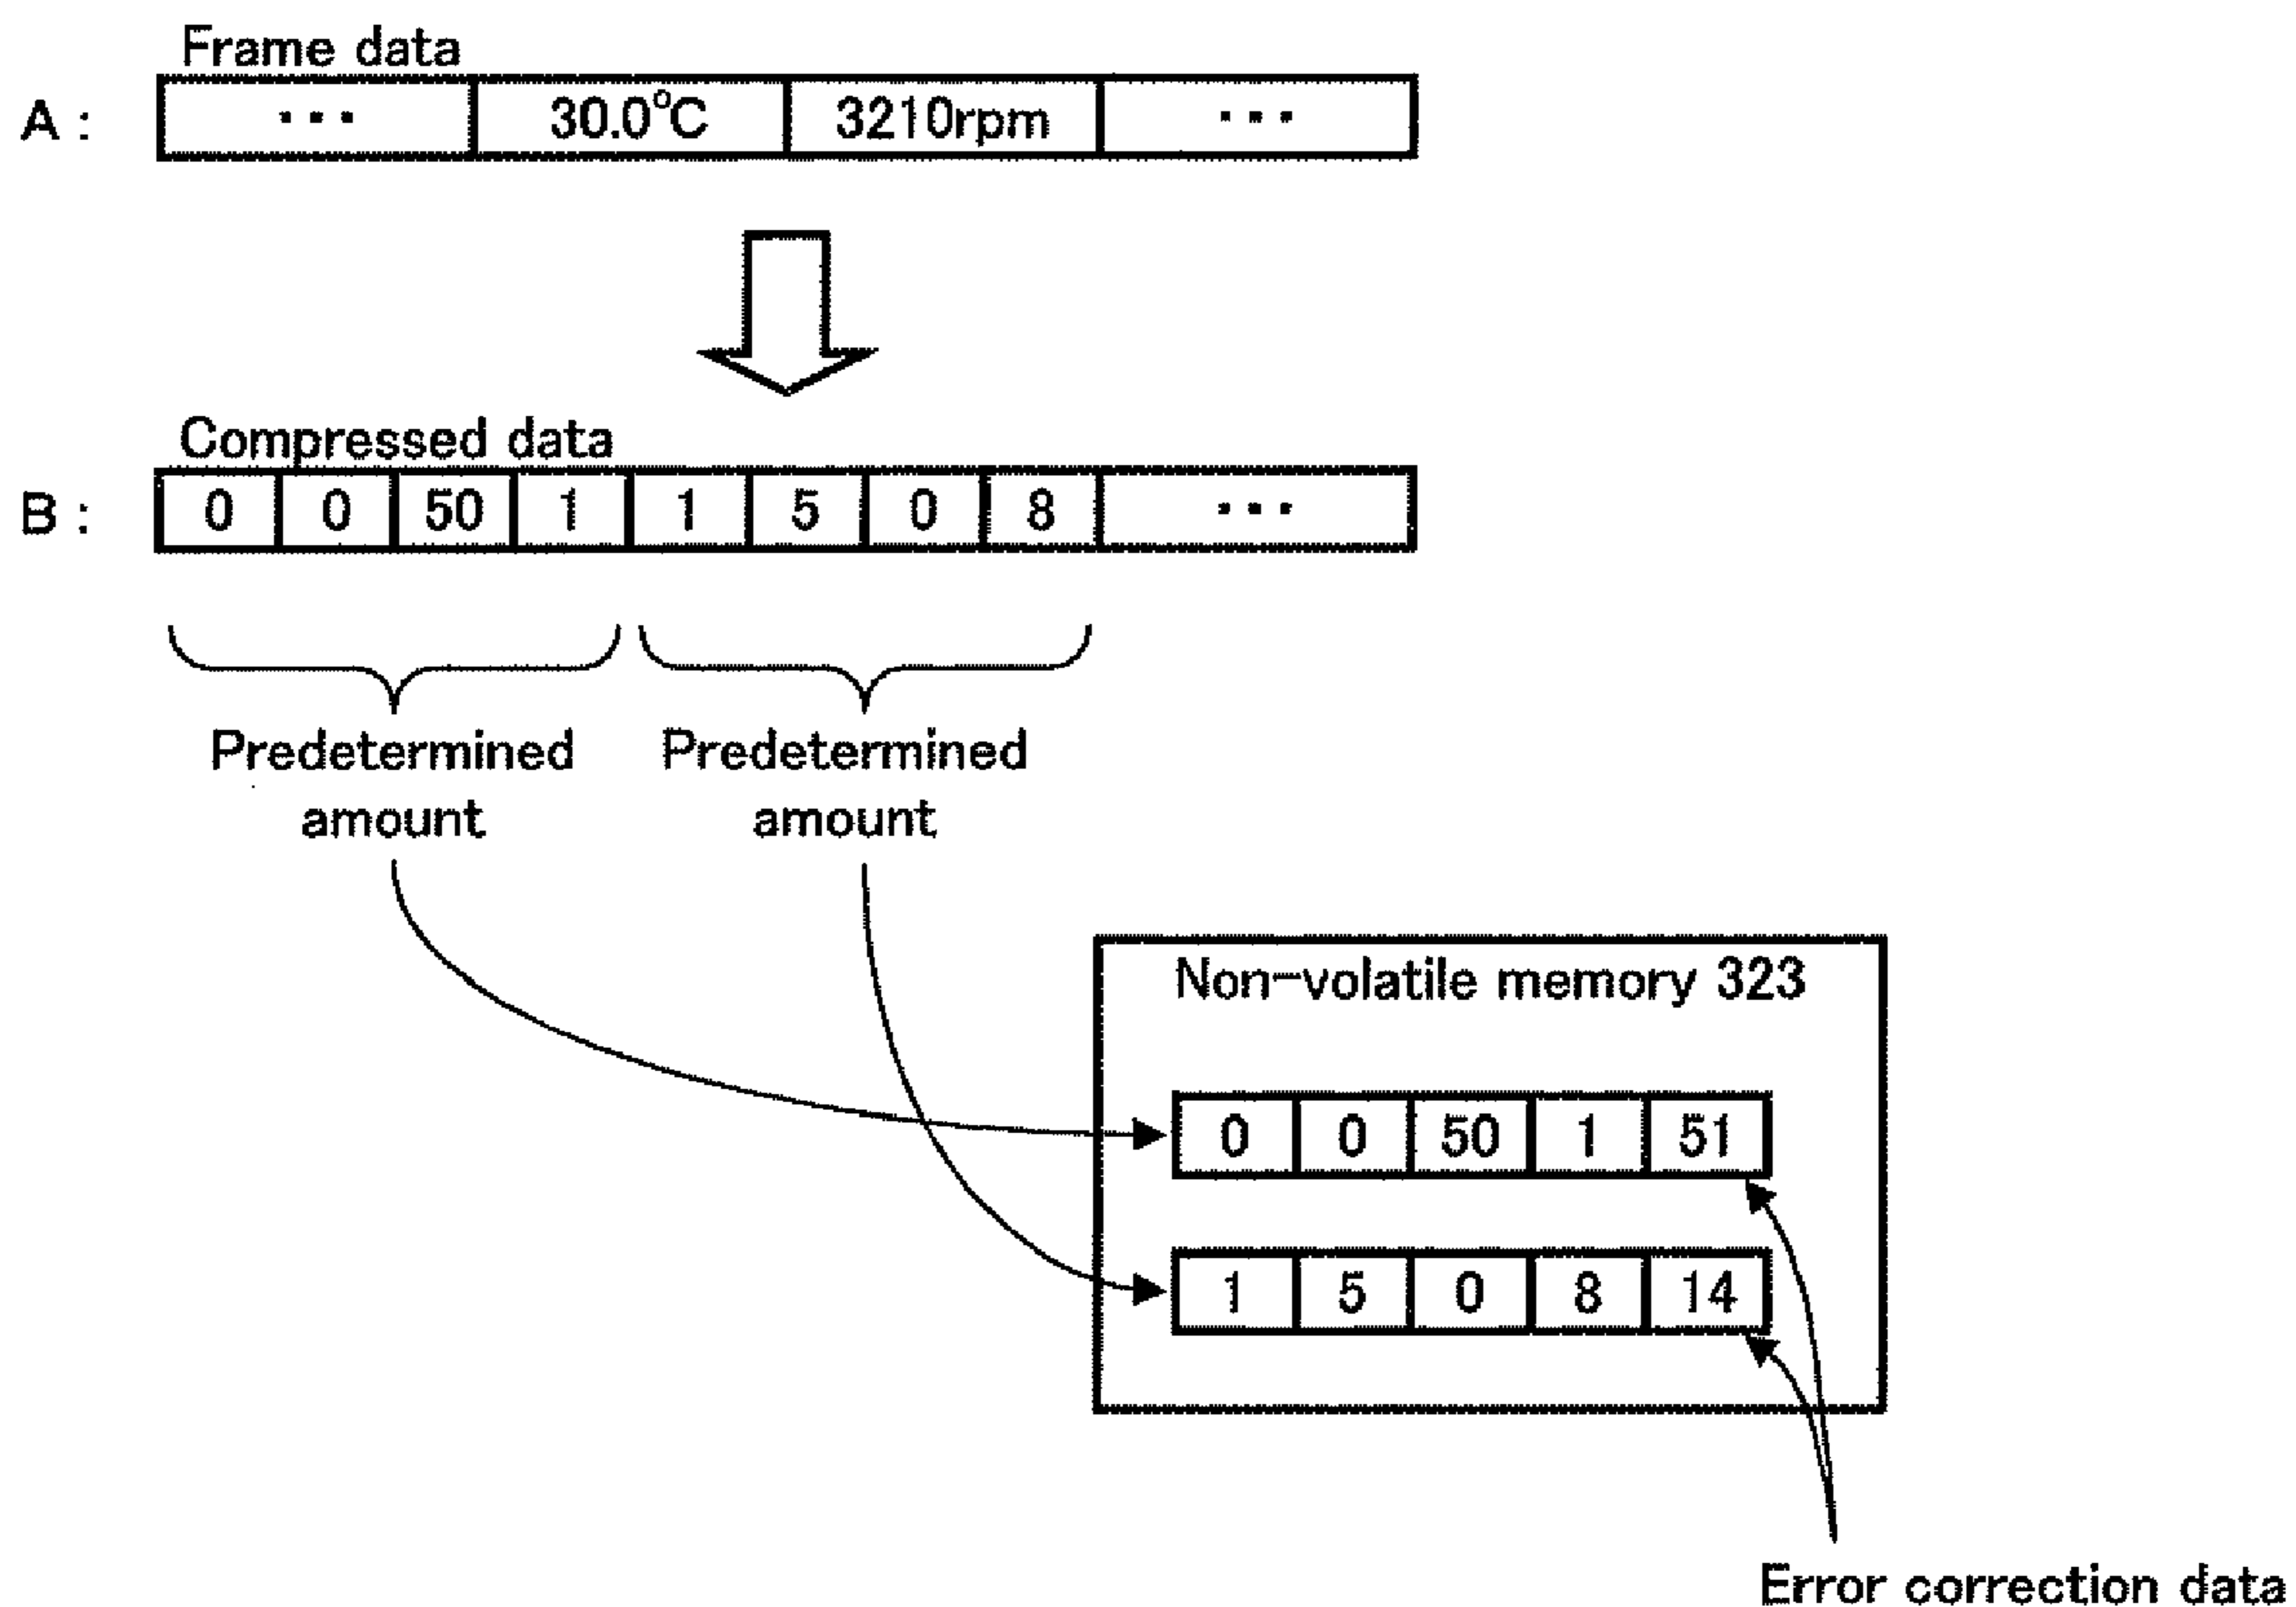 Frame data
A : ・・・ 30.0°C 3210rpm ・・・
Compressed data
B : 0 0 50 1 1 5 0 8 ・・・
Predetermined amount
Predetermined amount
Non-volatile memory 323
0 0 50 1 51
1 5 0 8 14
Error correction data